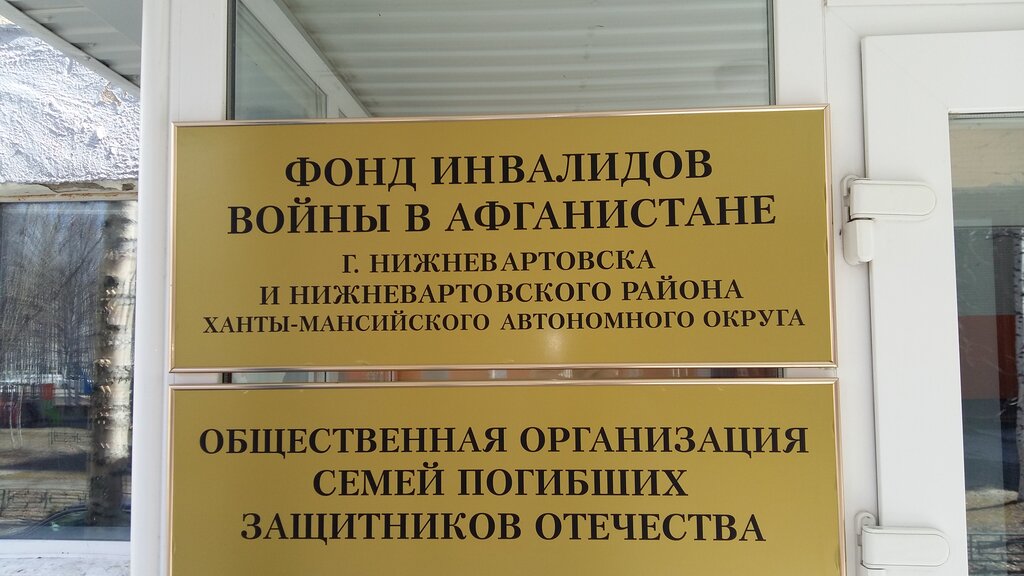 ФОНД ИНВАЛИДОВ
ВОЙНЫ В АФГАНИСТАНЕ
Г. НИЖНЕВАРТОВСКА
И НИЖНЕВАРТОВСКОГО РАЙОНА
ХАНТЫ-МАНСИЙСКОГО АВТОНОМНОГО ОКРУГА
ОБЩЕСТВЕННАЯ ОРГАНИЗАЦИЯ
СЕМЕЙ ПОГИБШИХ
ЗАЩИТНИКОВ ОТЕЧЕСТВА